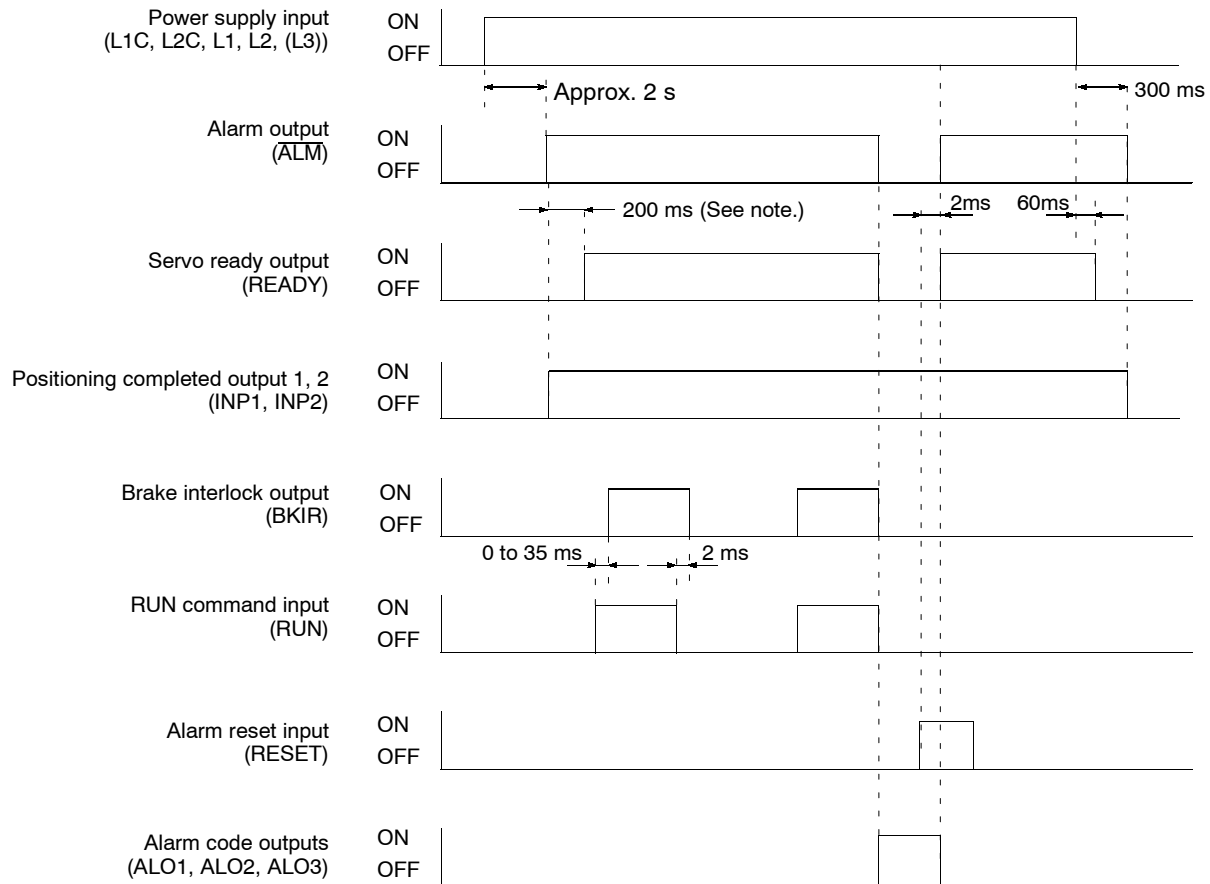 Power supply input
(L1C, L2C, L1, L2, (L3))
ON
OFF
Approx. 2 s
300 ms
Alarm output
(ALM)
ON
OFF
200 ms (See note.)
2ms
60ms
Servo ready output
(READY)
ON
OFF
Positioning completed output 1, 2
(INP1, INP2)
ON
OFF
Brake interlock output
(BKIR)
ON
OFF
0 to 35 ms
2 ms
RUN command input
(RUN)
ON
OFF
Alarm reset input
(RESET)
ON
OFF
Alarm code outputs
(ALO1, ALO2, ALO3)
ON
OFF